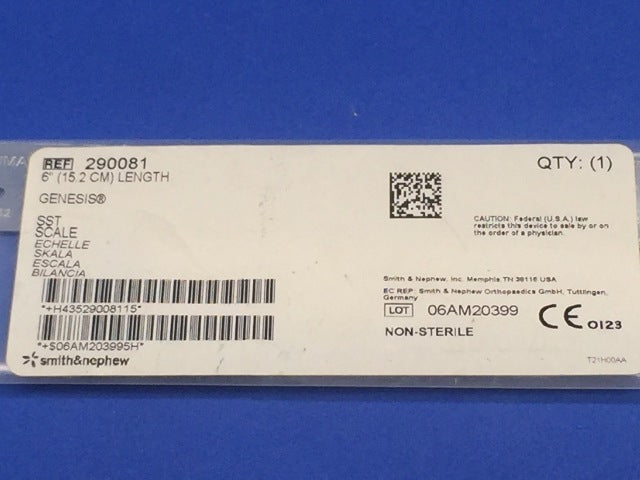 REF 290081
6" (15.2 CM) LENGTH
QTY: (1)
GENESIS®
SST
SCALE
ECHELLE
SKALA
ESCALA
BILANCIA
CAUTION: Federal (U.S.A.) law
restricts this device to sale by or on
the order of a physician.
*+H43529008115*
*+$06AM203995H*
smith&nephew
Smith & Nephew, Inc. Memphis, TN 38116 USA
EC REP: Smith & Nephew Orthopaedics GmbH, Tuttlingen,
Germany
LOT 06AM20399
NON-STERILE
CE 0123
T21H00AA